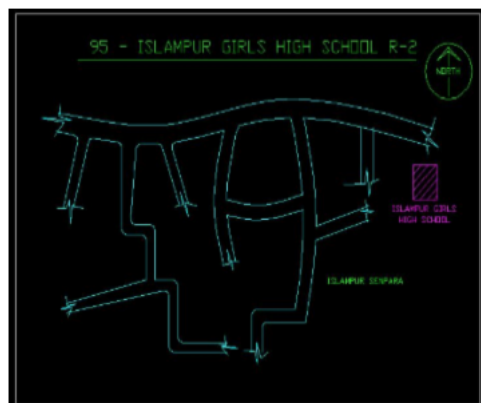 95 - ISLAMPUR GIRLS HIGH SCHOOL R-2
NORTH
ISLAMPUR GIRLS
HIGH SCHOOL
ISLAMPUR SENPARA